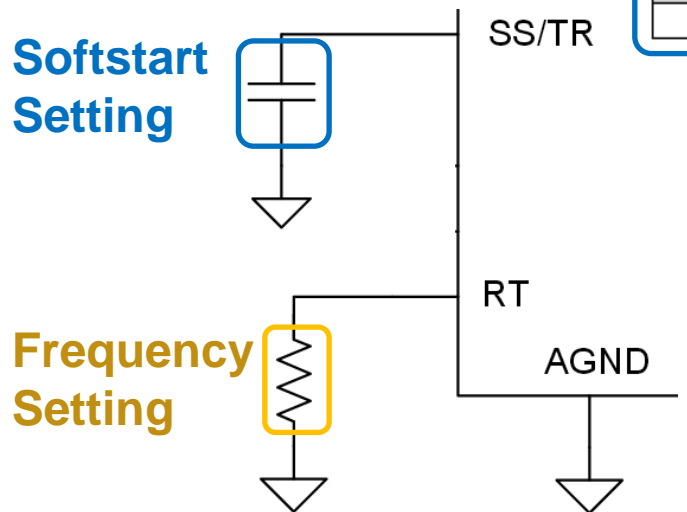 SS/TR
Softstart
Setting
RT
Frequency
Setting
AGND